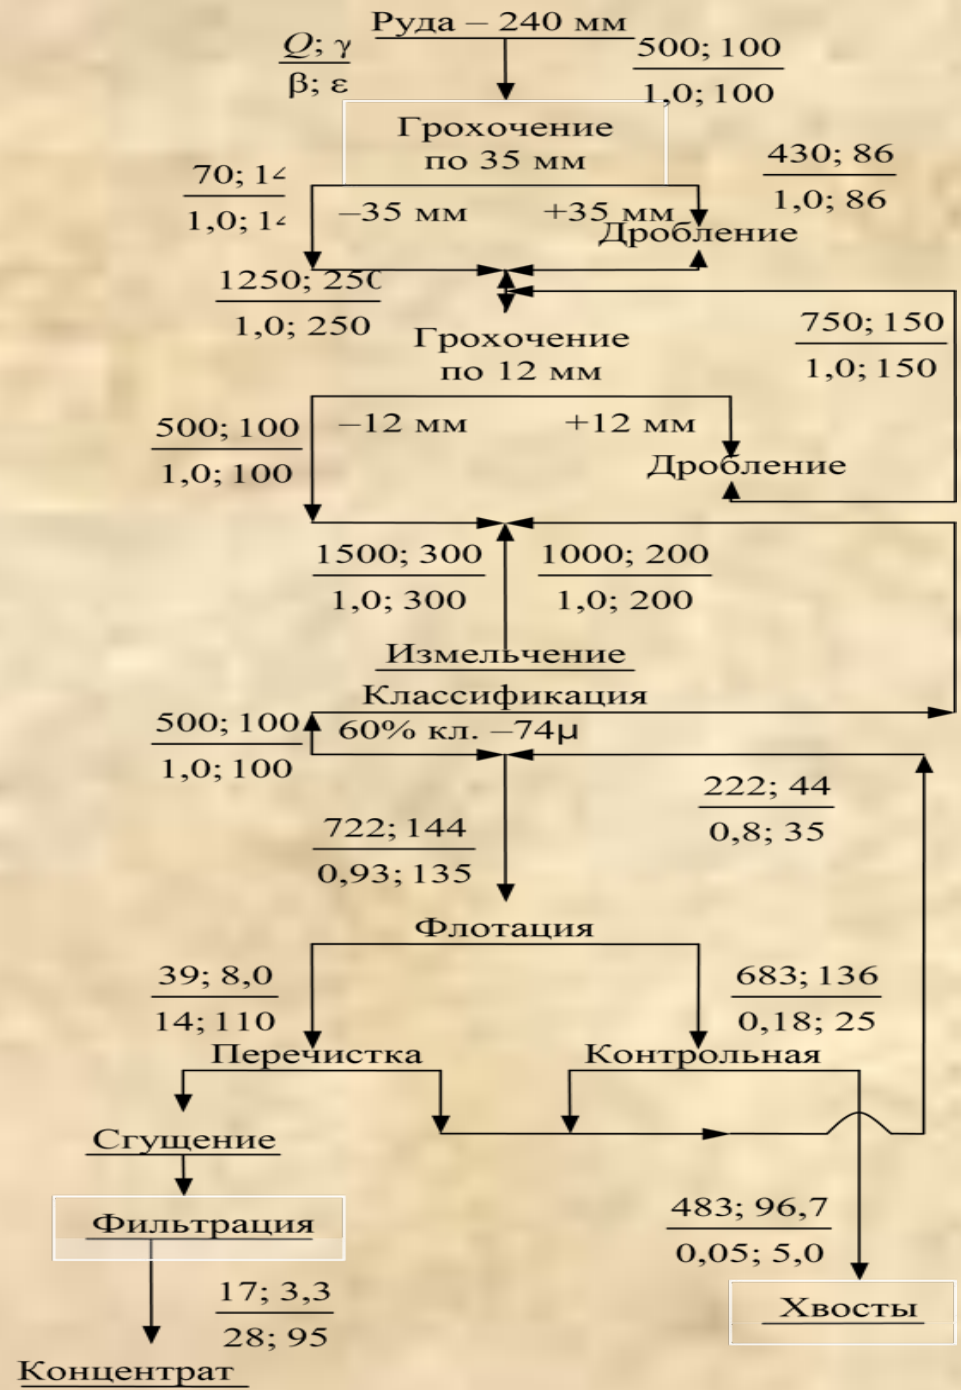 Руда – 240 мм
Q; γ
β; ε
500; 100
1,0; 100
Грохочение
по 35 мм
430; 86
1,0; 86
70; 14
1,0; 14
–35 мм
+35 мм
Дробление
1250; 250
1,0; 250
750; 150
1,0; 150
Грохочение
по 12 мм
500; 100
1,0; 100
–12 мм
+12 мм
Дробление
1500; 300
1,0; 300
1000; 200
1,0; 200
Измельчение
Классификация
500; 100
1,0; 100
60% кл. –74μ
222; 44
0,8; 35
722; 144
0,93; 135
Флотация
39; 8,0
14; 110
683; 136
0,18; 25
Перечистка
Контрольная
Сгущение
Фильтрация
483; 96,7
0,05; 5,0
17; 3,3
28; 95
Хвосты
Концентрат